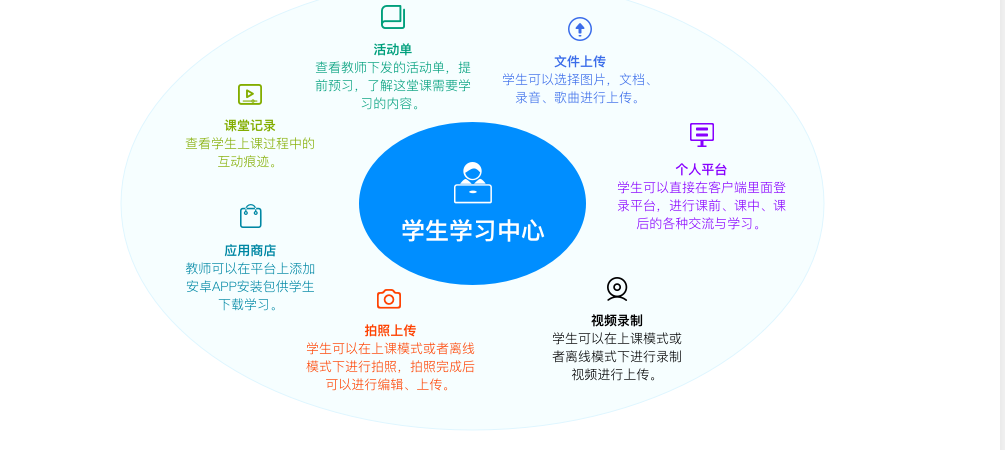 活动单
查看教师下发的活动单，提
前预习，了解这堂课需要学
习的内容。
文件上传
学生可以选择图片，文档、
录音、歌曲进行上传。
课堂记录
查看学生上课过程中的
互动痕迹。
个人平台
学生可以直接在客户端里面登
录平台，进行课前、课中、课
后的各种交流与学习。
学生学习中心
应用商店
教师可以在平台上添加
安卓APP安装包供学生
下载学习。
拍照上传
学生可以在上课模式或者离线
模式下进行拍照，拍照完成后
可以进行编辑、上传。
视频录制
学生可以在上课模式或
者离线模式下进行录制
视频进行上传。